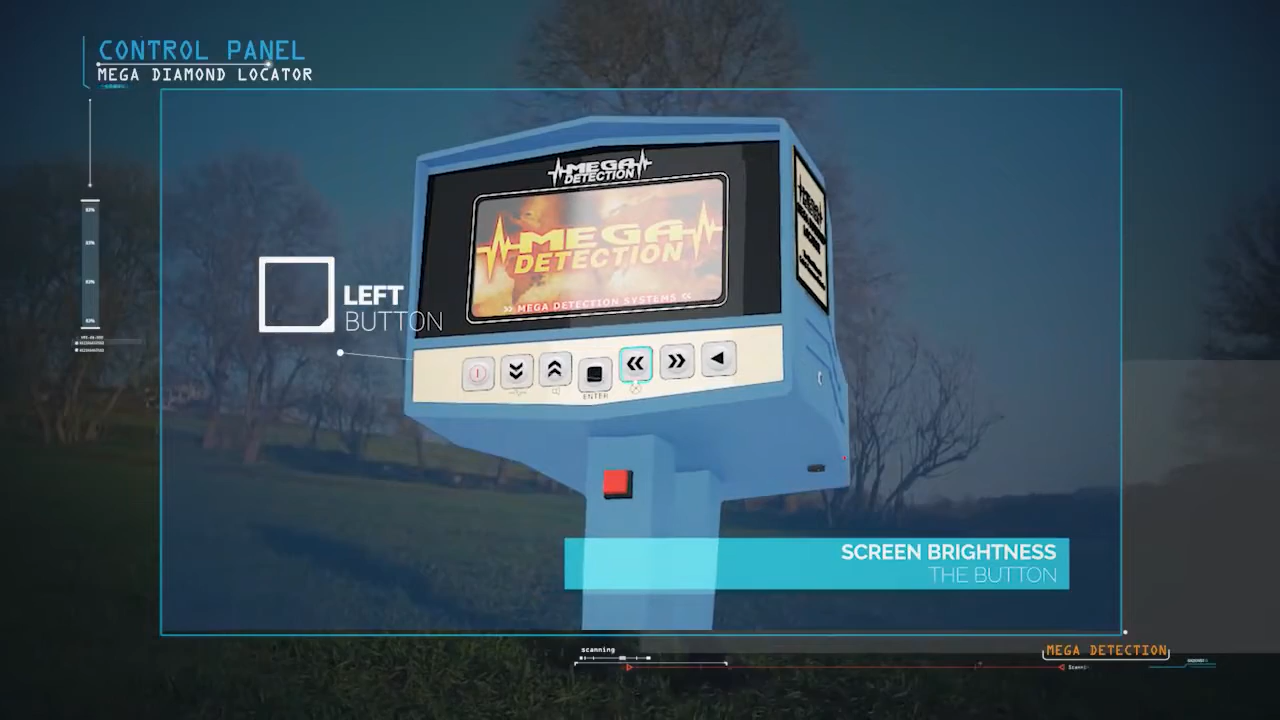 CONTROL PANEL
MEGA DIAMOND LOCATOR
MEGA
DETECTION
MEGA
DETECTION
» MEGA DETECTION SYSTEMS «
LEFT
BUTTON
ENTER
SCREEN BRIGHTNESS
THE BUTTON
scanning
MEGA DETECTION